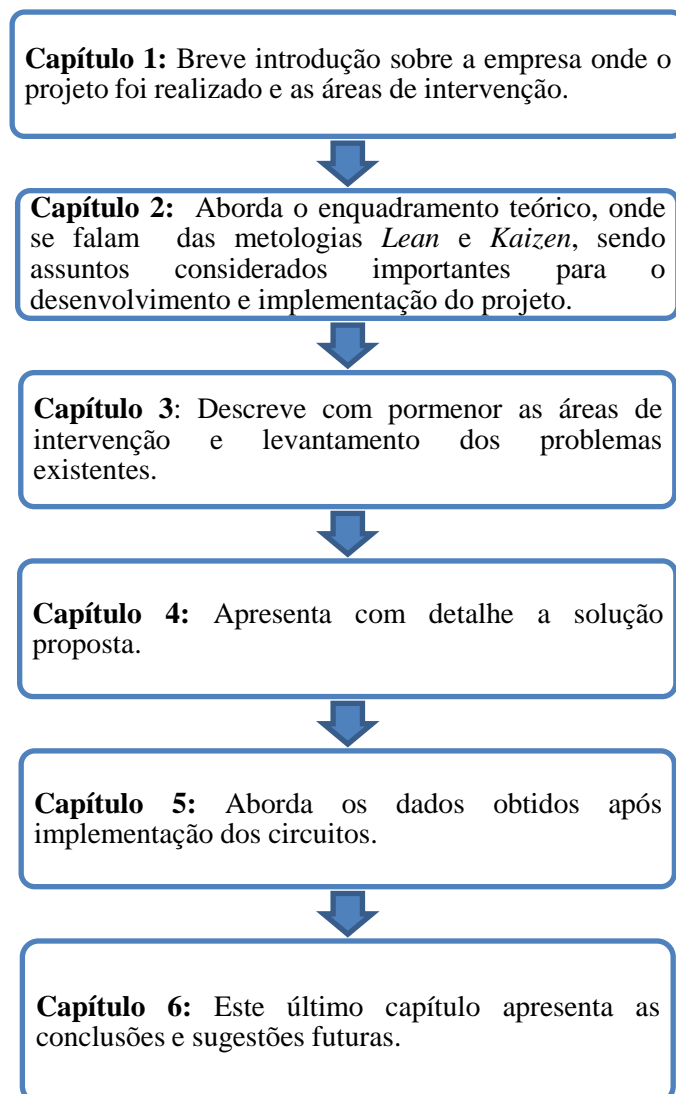 Capítulo 1: Breve introdução sobre a empresa onde o
projeto foi realizado e as áreas de intervenção.
Capítulo 2: Aborda o enquadramento teórico, onde
se falam das metologias Lean e Kaizen, sendo
assuntos considerados importantes para o
desenvolvimento e implementação do projeto.
Capítulo 3: Descreve com pormenor as áreas de
intervenção e levantamento dos problemas
existentes.
Capítulo 4: Apresenta com detalhe a solução
proposta.
Capítulo 5: Aborda os dados obtidos após
implementação dos circuitos.
Capítulo 6: Este último capítulo apresenta as
conclusões e sugestões futuras.